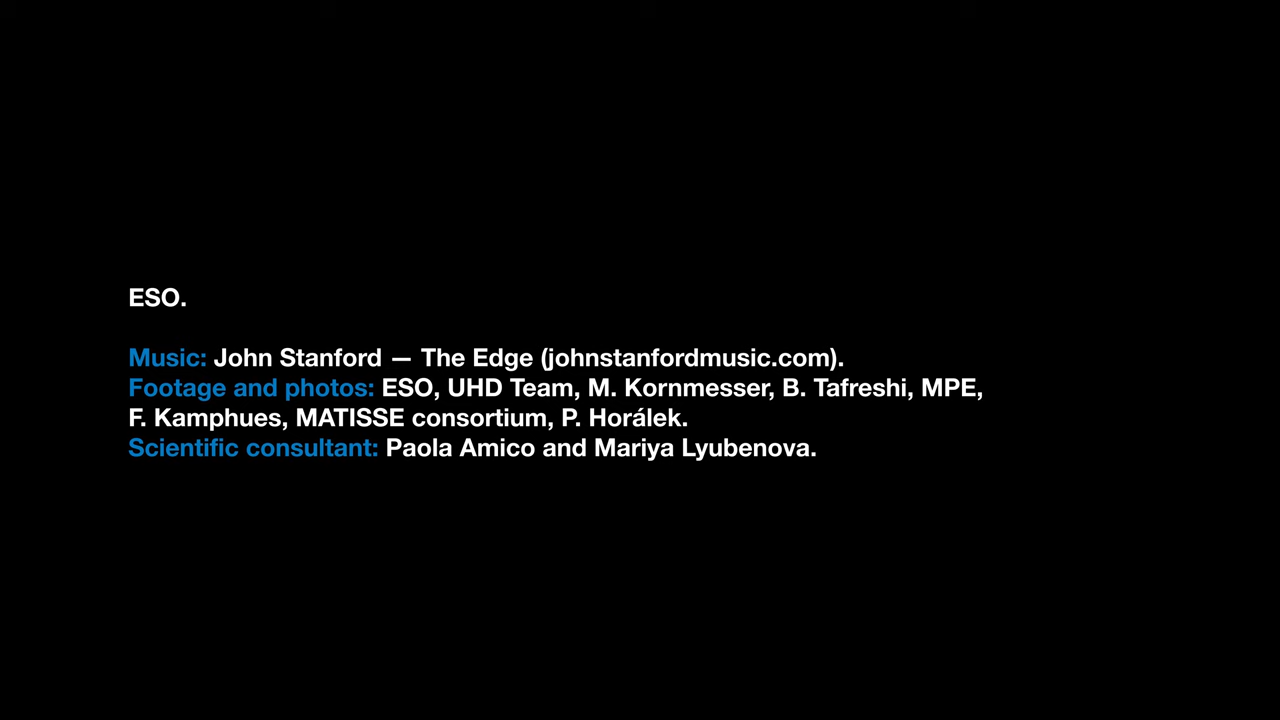 ESO.
Music: John Stanford — The Edge (johnstanfordmusic.com).
Footage and photos: ESO, UHD Team, M. Kornmesser, B. Tafreshi, MPE,
F. Kamphues, MATISSE consortium, P. Horálek.
Scientific consultant: Paola Amico and Mariya Lyubenova.